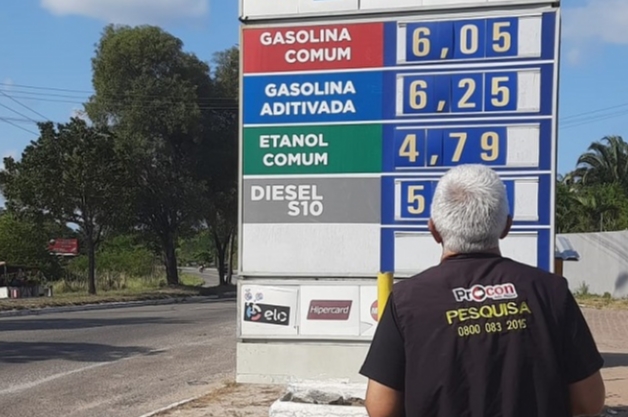 GASOLINA
COMUM
6,05
GASOLINA
ADITIVADA
6,25
ETANOL
COMUM
4,79
DIESEL
S10
5
elo
Hipercard
Procon
PESQUISA
0800 083 2015